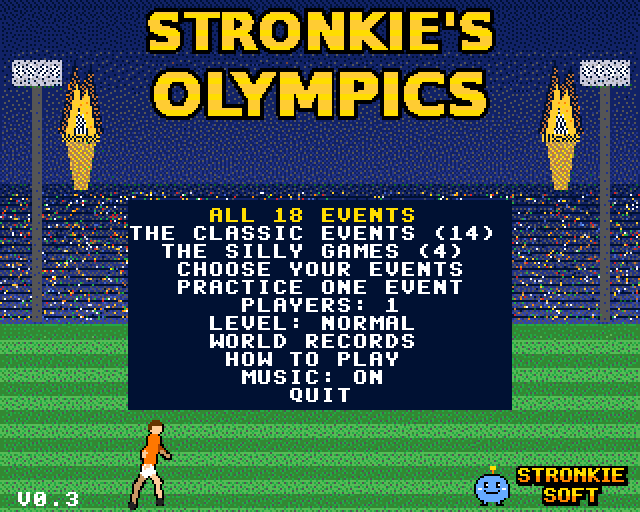 STRONKIE'S
OLYMPICS
ALL 18 EVENTS
THE CLASSIC EVENTS (14)
THE SILLY GAMES (4)
CHOOSE YOUR EVENTS
PRACTICE ONE EVENT
PLAYERS: 1
LEVEL: NORMAL
WORLD RECORDS
HOW TO PLAY
MUSIC: ON
QUIT
V0.3
STRONKIE
SOFT